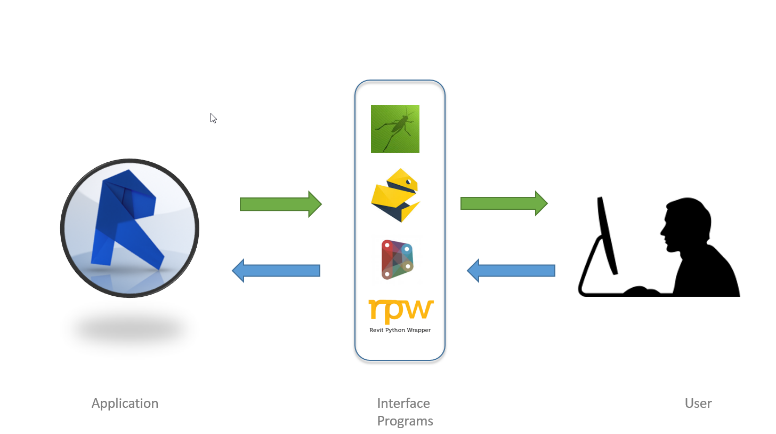 rpw
Revit Python Wrapper
Application
Interface
Programs
User